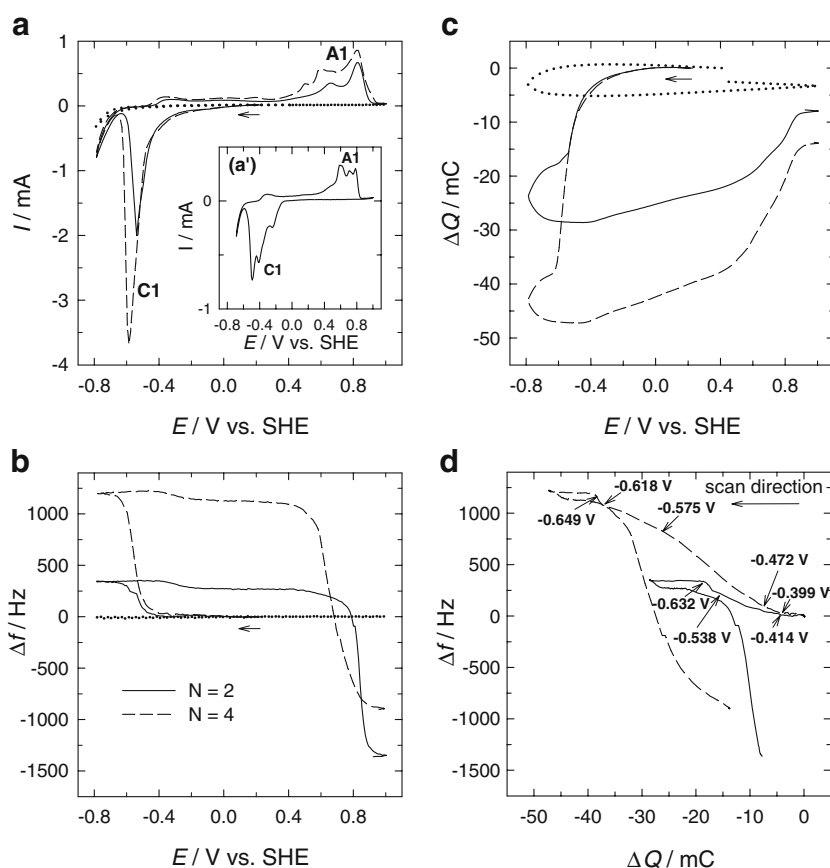 a
1
0
-1
-2
-3
-4
I / mA
A1
C1
-0.8 -0.4 0.0 0.4 0.8
E / V vs. SHE
(a')
A1
0
-1
I / mA
C1
-0.8 -0.4 0.0 0.4 0.8
E / V vs. SHE
c
0
-10
-20
-30
-40
-50
ΔQ / mC
-0.8 -0.4 0.0 0.4 0.8
E / V vs. SHE
b
1000
500
0
-500
-1000
-1500
Δf / Hz
N = 2
N = 4
-0.8 -0.4 0.0 0.4 0.8
E / V vs. SHE
d
1000
500
0
-500
-1000
-1500
Δf / Hz
-0.618 V
scan direction
-0.649 V
-0.575 V
-0.472 V
-0.399 V
-0.632 V
-0.538 V
-0.414 V
-50 -40 -30 -20 -10 0
ΔQ / mC